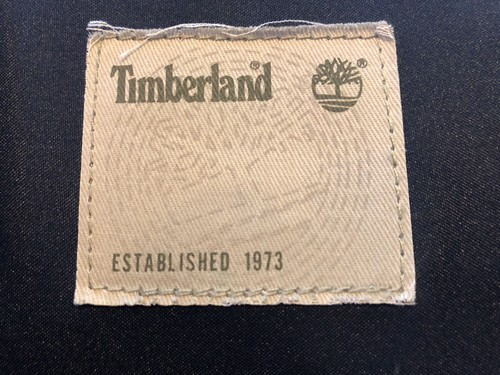 Timberland®
®
ESTABLISHED 1973